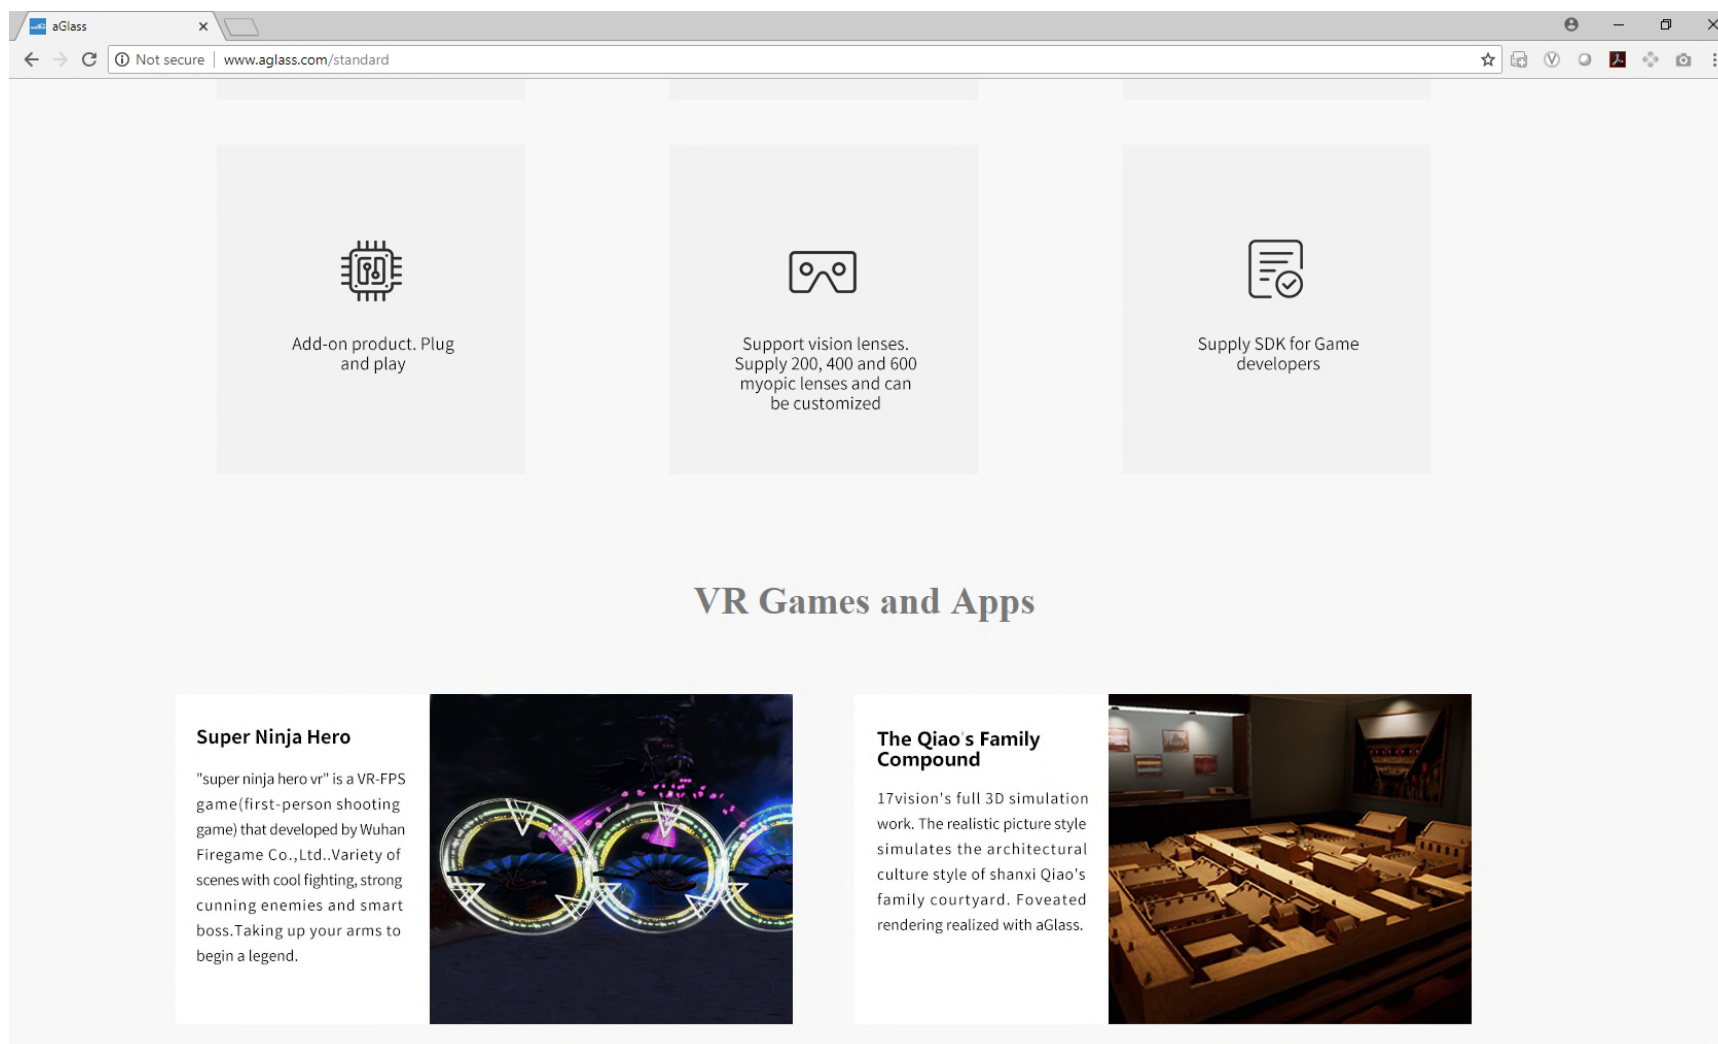 aGlass
Not secure | www.aglass.com/standard
Add-on product. Plug
and play
Support vision lenses.
Supply 200, 400 and 600
myopic lenses and can
be customized
Supply SDK for Game
developers
VR Games and Apps
Super Ninja Hero
"super ninja hero vr" is a VR-FPS
game(first-person shooting
game) that developed by Wuhan
Firegame Co.,Ltd..Variety of
scenes with cool fighting, strong
cunning enemies and smart
boss.Taking up your arms to
begin a legend.
The Qiao's Family
Compound
17vision's full 3D simulation
work. The realistic picture style
simulates the architectural
culture style of shanxi Qiao's
family courtyard. Foveated
rendering realized with aGlass.